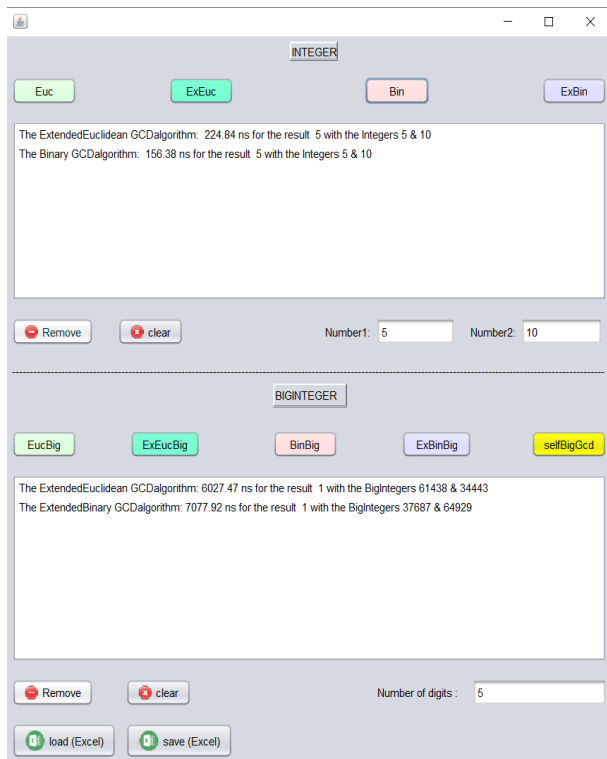 INTEGER
Euc ExEuc Bin ExBin
The ExtendedEuclidean GCDalgorithm: 224.84 ns for the result 5 with the Integers 5 & 10
The Binary GCDalgorithm: 156.38 ns for the result 5 with the Integers 5 & 10
Remove clear Number1: 5 Number2: 10
BIGINTEGER
EucBig ExEucBig BinBig ExBinBig selfBigGcd
The ExtendedEuclidean GCDalgorithm: 6027.47 ns for the result 1 with the BigIntegers 61438 & 34443
The ExtendedBinary GCDalgorithm: 7077.92 ns for the result 1 with the BigIntegers 37687 & 64929
Remove clear Number of digits : 5
load (Excel) save (Excel)